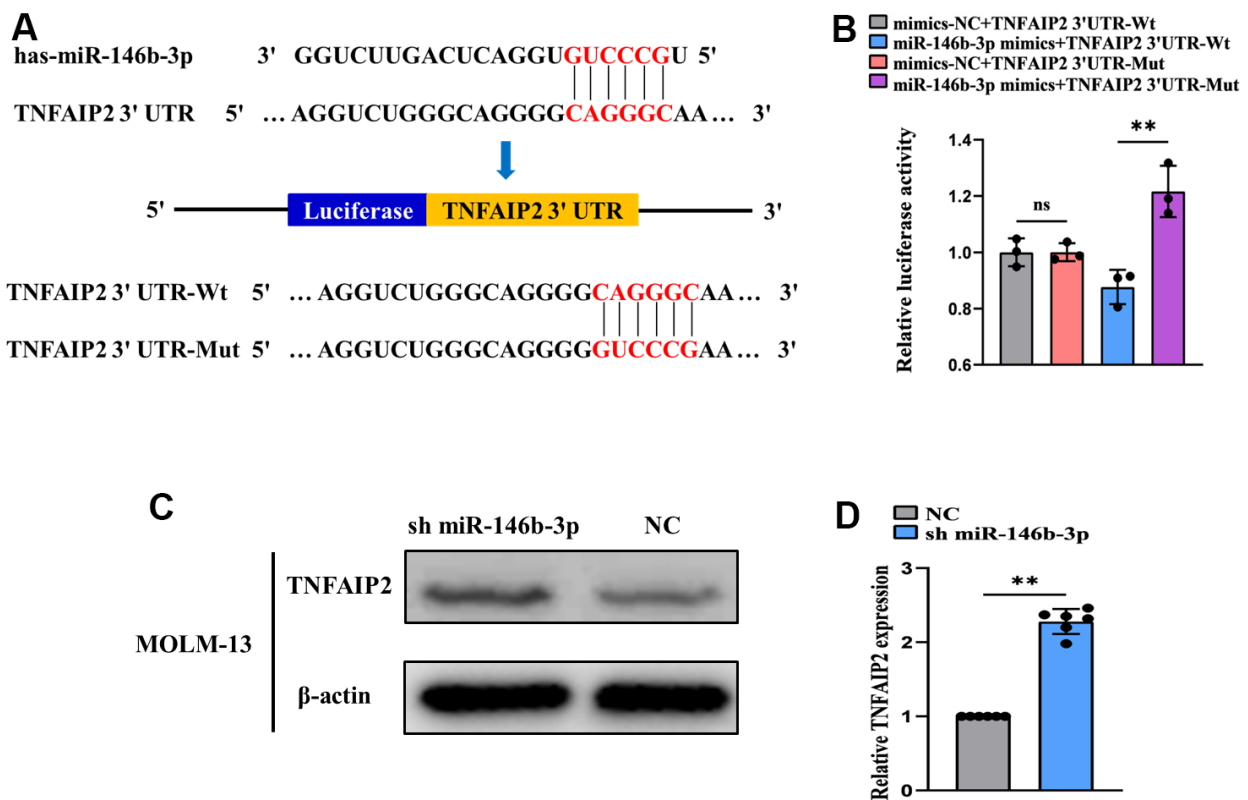 A
has-miR-146b-3p 3' GGUCUUGACUCAGGUGUCCCGU 5'
TNFAIP2 3' UTR 5' ... AGGUCUGGGCAGGGGCAGGGCAA ... 3'
5' Luciferase TNFAIP2 3' UTR 3'
TNFAIP2 3' UTR-Wt 5' ... AGGUCUGGGCAGGGGCAGGGCAA ... 3'
TNFAIP2 3' UTR-Mut 5' ... AGGUCUGGGCAGGGGGUCCCGAA ... 3'
B
mimics-NC+TNFAIP2 3'UTR-Wt
miR-146b-3p mimics+TNFAIP2 3'UTR-Wt
mimics-NC+TNFAIP2 3'UTR-Mut
miR-146b-3p mimics+TNFAIP2 3'UTR-Mut
Relative luciferase activity
1.4
1.2
1.0
0.8
0.6
ns
**
C
sh miR-146b-3p NC
MOLM-13
TNFAIP2
β-actin
D
NC
sh miR-146b-3p
Relative TNFAIP2 expression
3
2
1
0
**